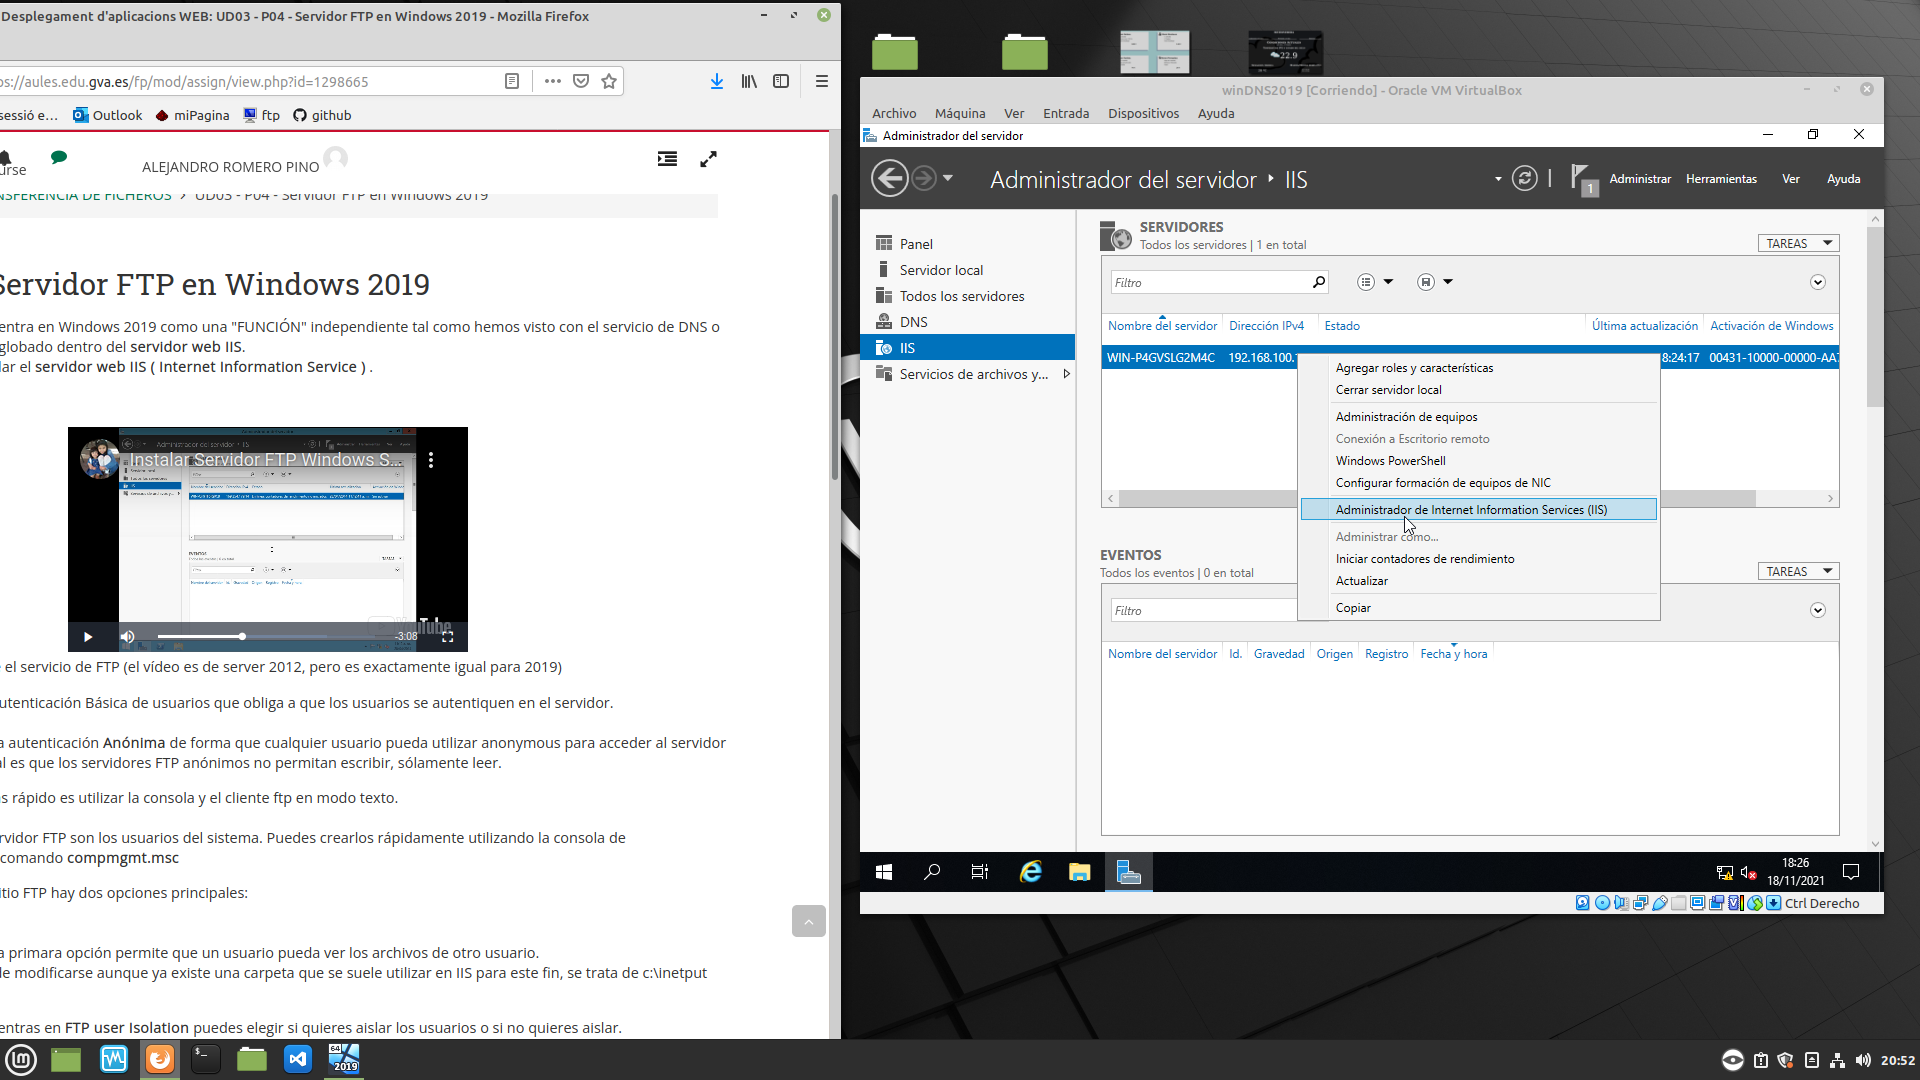 Desplegament d'aplicacions WEB: UD03 - P04 - Servidor FTP en Windows 2019 - Mozilla Firefox
ps://aules.edu.gva.es/fp/mod/assign/view.php?id=1298665
sessió e...
Outlook
miPagina
ftp
github
urse
ALEJANDRO ROMERO PINO
NSFERENCIA DE FICHEROS > UD03 - P04 - Servidor FTP en Windows 2019
Servidor FTP en Windows 2019
entra en Windows 2019 como una "FUNCIÓN" independiente tal como hemos visto con el servicio de DNS o
globado dentro del servidor web IIS.
lar el servidor web IIS ( Internet Information Service ) .
Instalar Servidor FTP Windows S...
-3:08
e el servicio de FTP (el vídeo es de server 2012, pero es exactamente igual para 2019)
utenticación Básica de usuarios que obliga a que los usuarios se autentiquen en el servidor.
a autenticación Anónima de forma que cualquier usuario pueda utilizar anonymous para acceder al servidor
al es que los servidores FTP anónimos no permitan escribir, sólamente leer.
s rápido es utilizar la consola y el cliente ftp en modo texto.
rvidor FTP son los usuarios del sistema. Puedes crearlos rápidamente utilizando la consola de
comando compmgmt.msc
itio FTP hay dos opciones principales:
a primara opción permite que un usuario pueda ver los archivos de otro usuario.
de modificarse aunque ya existe una carpeta que se suele utilizar en IIS para este fin, se trata de c:\inetput
entras en FTP user Isolation puedes elegir si quieres aislar los usuarios o si no quieres aislar.
22.9
winDNS2019 [Corriendo] - Oracle VM VirtualBox
Archivo Máquina Ver Entrada Dispositivos Ayuda
Administrador del servidor
Administrador del servidor ‣ IIS
1
Administrar Herramientas Ver Ayuda
Panel
Servidor local
Todos los servidores
DNS
IIS
Servicios de archivos y...
SERVIDORES
Todos los servidores | 1 en total
TAREAS
Filtro
Nombre del servidor Dirección IPv4 Estado Última actualización Activación de Windows
WIN-P4GVSLG2M4C 192.168.100. 8:24:17 00431-10000-00000-AA
Agregar roles y características
Cerrar servidor local
Administración de equipos
Conexión a Escritorio remoto
Windows PowerShell
Configurar formación de equipos de NIC
Administrador de Internet Information Services (IIS)
Administrar como...
Iniciar contadores de rendimiento
Actualizar
Copiar
EVENTOS
Todos los eventos | 0 en total
TAREAS
Filtro
Nombre del servidor Id. Gravedad Origen Registro Fecha y hora
18:26
18/11/2021
Ctrl Derecho
64
2019
20:52